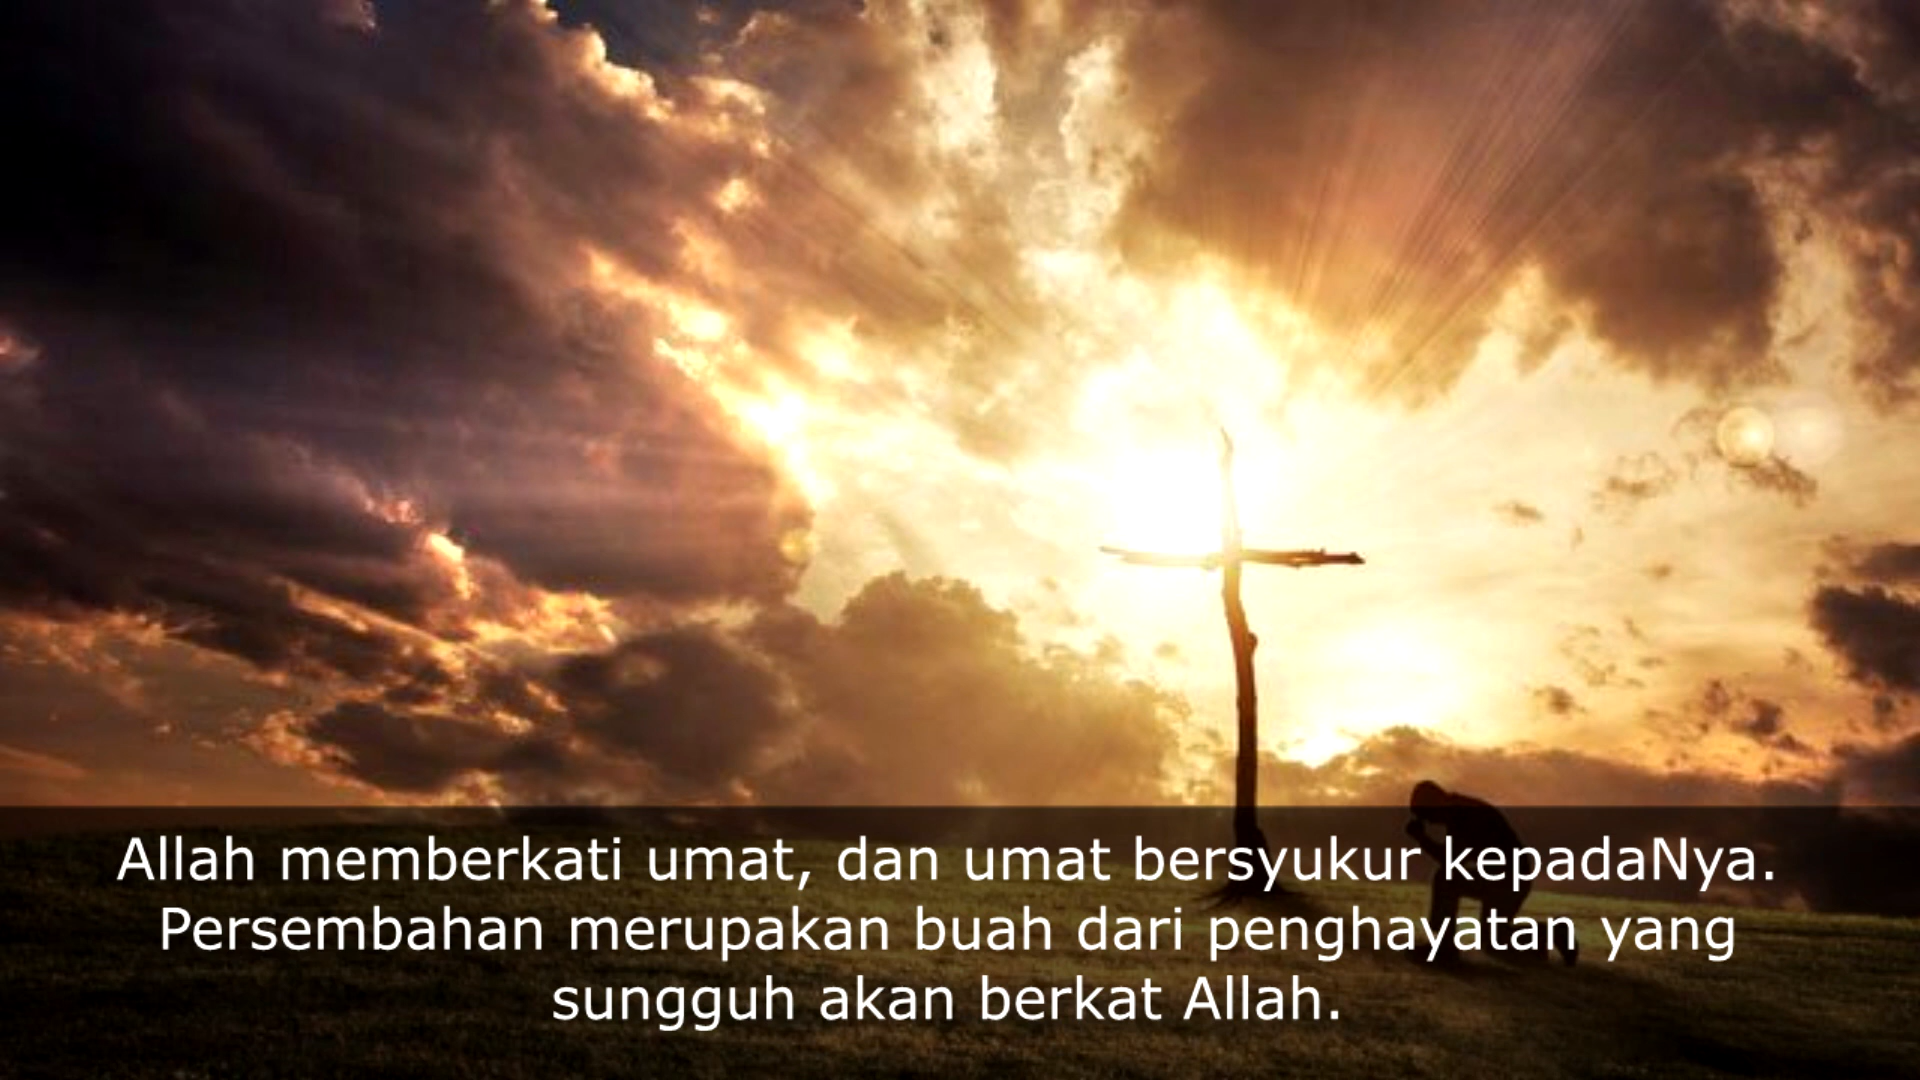 Allah memberkati umat, dan umat bersyukur kepadaNya.
Persembahan merupakan buah dari penghayatan yang
sungguh akan berkat Allah.